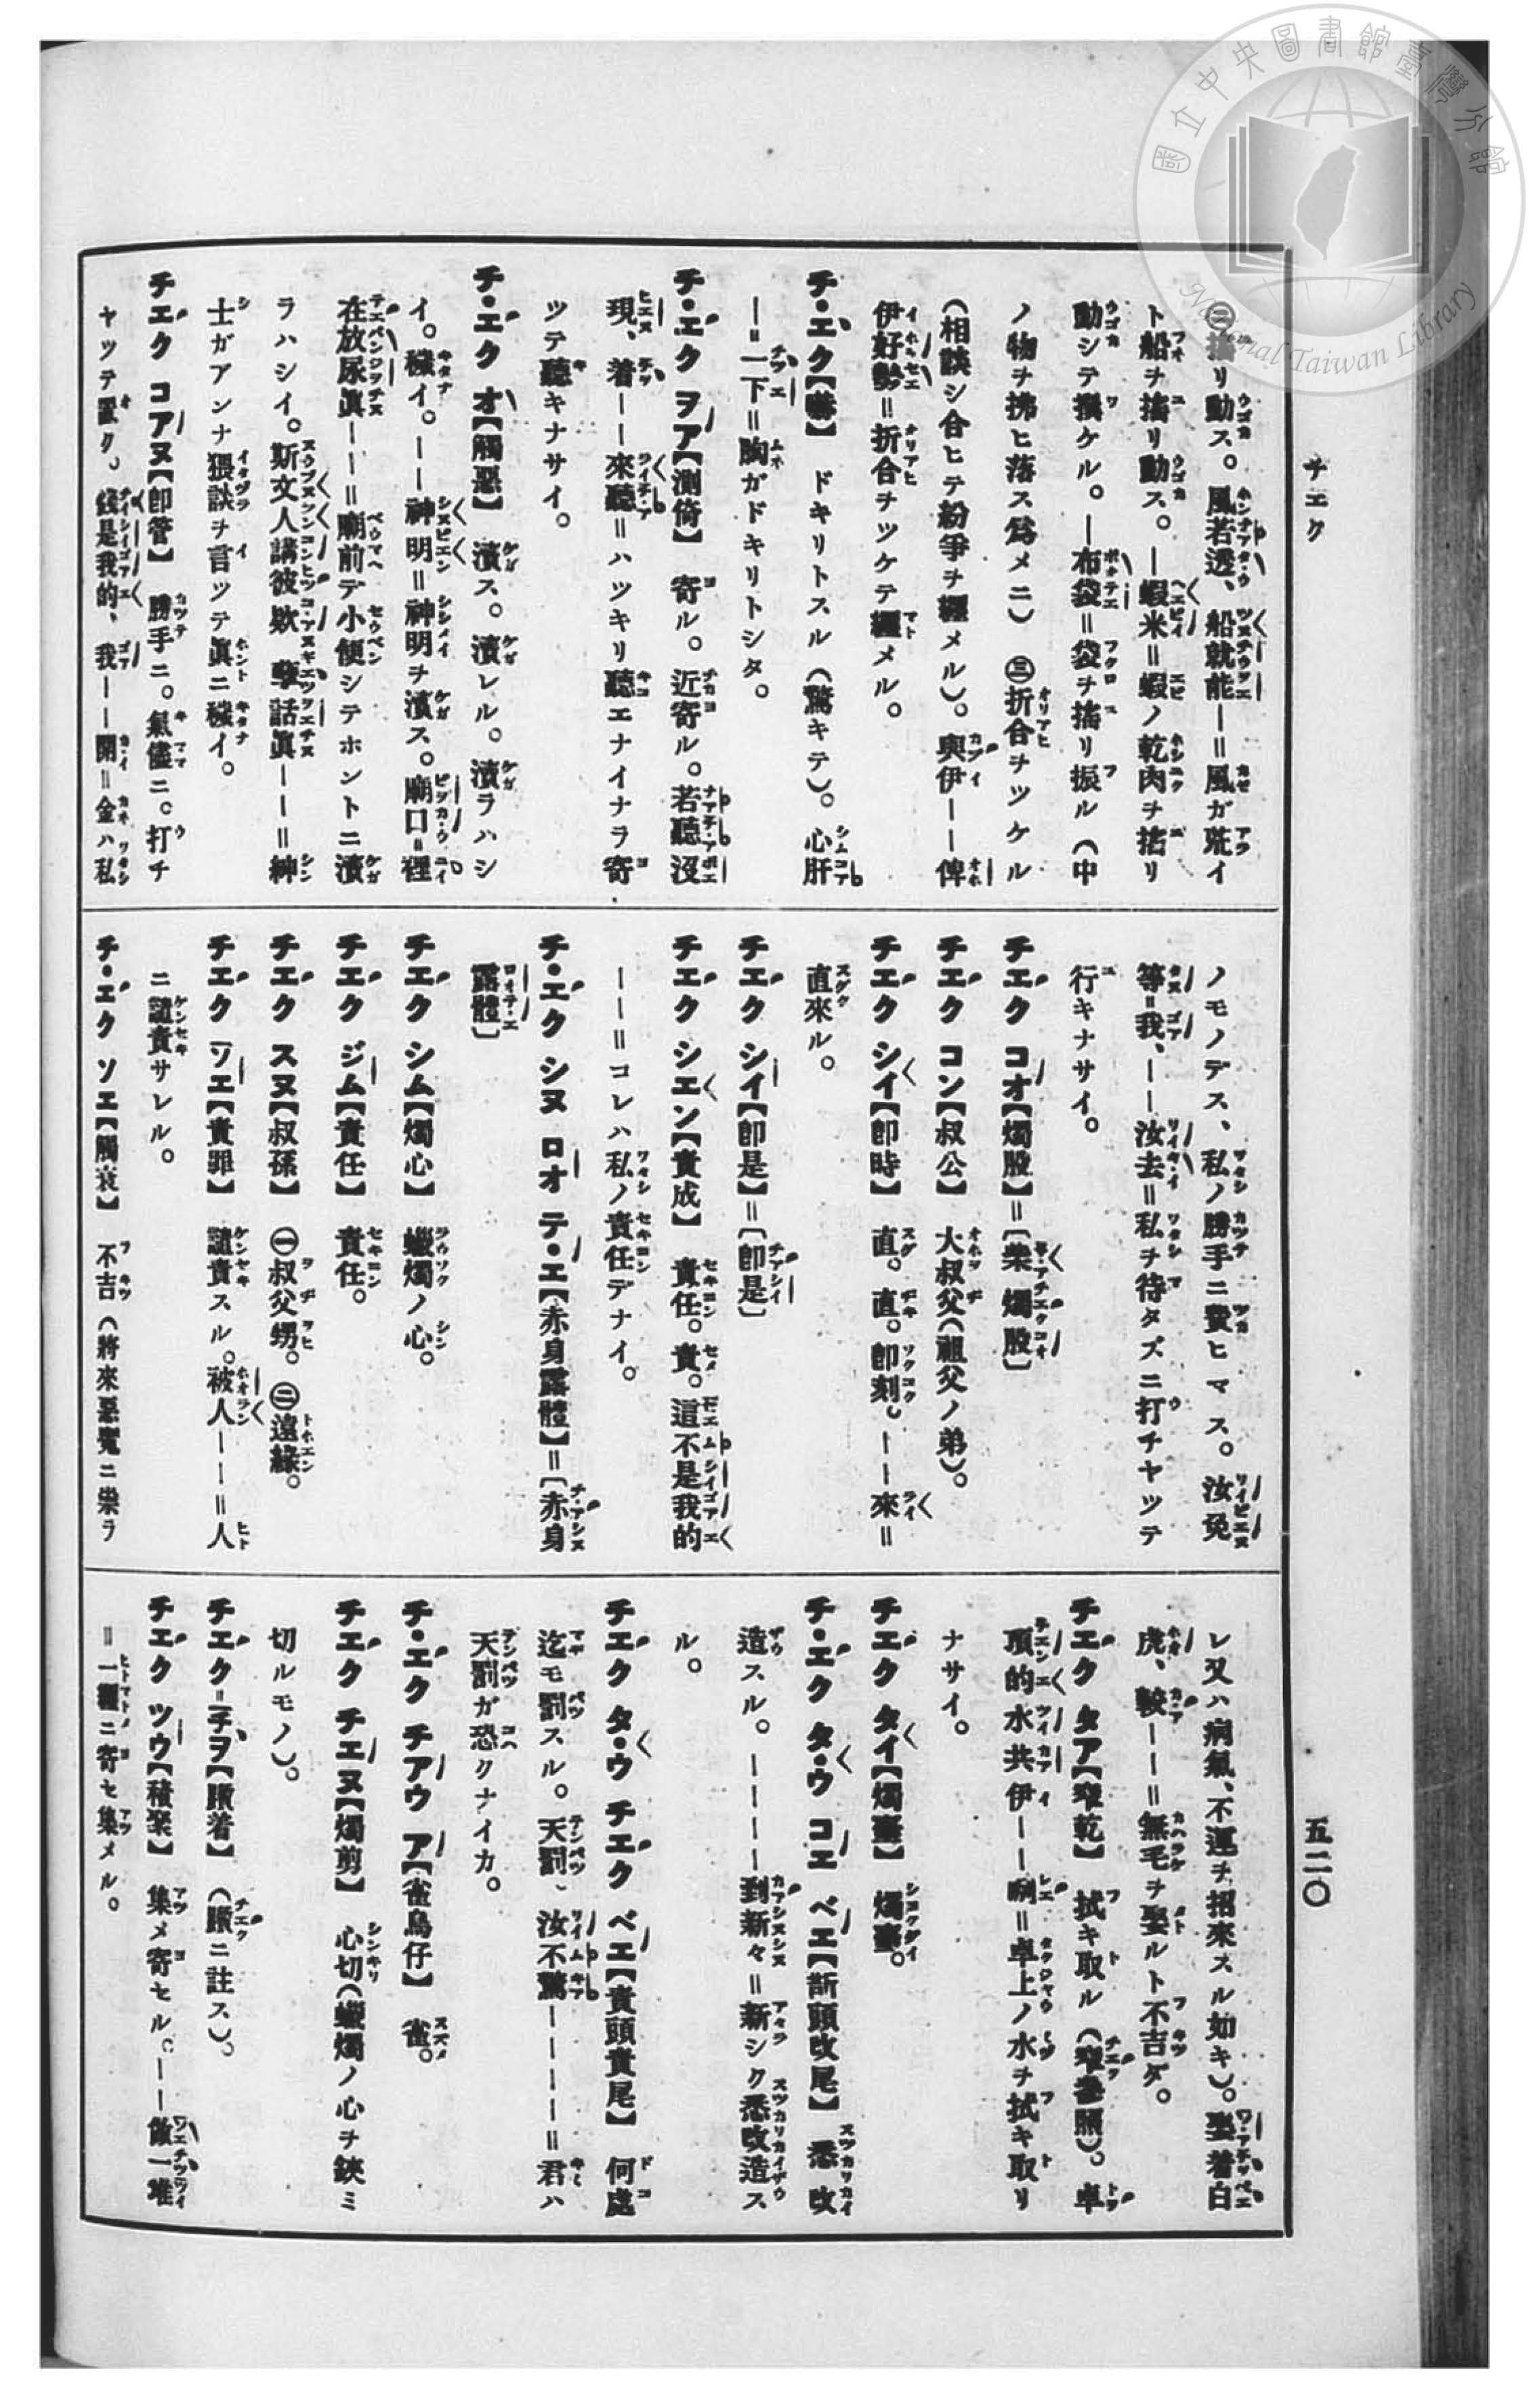 國立中央圖書館臺灣分館
National Taiwan Library
チエク
五二〇
㊁搖リ動ス。風若透、船就能—=風ガ荒イ
ト船ヲ搖リ動ス。—蝦米=蝦ノ乾肉ヲ搖リ
動シテ撰ケル。—布袋=袋ヲ搖リ振ル(中
ノ物ヲ拂ヒ落ス爲メニ) ㊂折合ヲツケル
(相談シ合ヒテ紛爭ヲ纒メル)。與伊——俾
伊好勢=折合ヲツケテ纒メル。
チ・エク【嚇】 ドキリトスル(驚キテ)。心肝
—=一下=胸ガドキリトシタ。
チ・エク ヲア【測倚】 寄ル。近寄ル。若聽沒
現、着——來聽=ハツキリ聽エナイナラ寄
ツテ聽キナサイ。
チ・エク オ【觸惡】 瀆ス。瀆レル。瀆ラハシ
イ。穢イ。——神明=神明ヲ瀆ス。廟口=裡
在放尿眞——=廟前デ小便シテホントニ瀆
ラハシイ。斯文人講彼款 孽話眞——=紳
士ガアンナ猥談ヲ言ツテ眞ニ穢イ。
チエク コアヌ【卽管】 勝手ニ。氣儘ニ。打チ
ヤツテ置ク。錢是我的、我——開=金ハ私
ノモノデス、私ノ勝手ニ費ヒマス。汝免
等=我、——汝去=私ヲ待タズニ打チヤツテ
行キナサイ。
チエク コオ【燭股】=〔柴燭股〕
チエク コン【叔公】 大叔父(祖父ノ弟)。
チエク シイ【卽時】 直。直。卽刻。——來=
直來ル。
チエク シイ【卽是】=〔卽是〕
チエク シエン【責成】 責任。責。這不是我的
——=コレハ私ノ責任デナイ。
チ・エク シヌ ロオ テ・エ【赤身露體】=〔赤身
露體〕
チエク シム【燭心】 蠟燭ノ心。
チエク ジム【責任】 責任。
チエク スヌ【叔孫】 ㊀叔父甥。㊁遠緣。
チエク ツエ【責罪】 譴責スル。被人——=人
ニ譴責サレル。
チ・エク ソエ【觸衰】 不吉(將來惡魔ニ祟ラ
レ又ハ病氣、不運ヲ招來スル如キ)。娶着白
虎、較——=無毛ヲ娶ルト不吉ダ。
チエク タア【窄乾】 拭キ取ル(窄參照)。卓
頂的水共伊——=卓上ノ水ヲ拭キ取リ
ナサイ。
チエク タイ【燭臺】 燭臺。
チ・エク タ・ウ コエ ベエ【斬頭改尾】 悉改
造スル。————到新々=新シク悉改造ス
ル。
チエク タ・ウ チエク ベエ【責頭責尾】 何處
迄モ罰スル。天罰、汝不驚————=君ハ
天罰ガ恐クナイカ。
チ・エク チアウ ア【雀鳥仔】 雀。
チエク チエヌ【燭剪】 心切(蠟燭ノ心ヲ鋏ミ
切ルモノ)。
チエク=チヲ【蹟着】 (蹟ニ註ス)。
チエク ツウ【積聚】 集メ寄セル。——做一堆
=一纒ニ寄セ集メル。